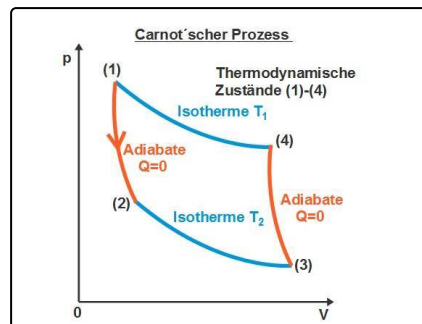 Carnot´scher Prozess
p
(1)
Thermodynamische
Zustände (1)-(4)
Isotherme T1
(4)
Adiabate
Q=0
Adiabate
Q=0
(2)
Isotherme T2
(3)
0
V